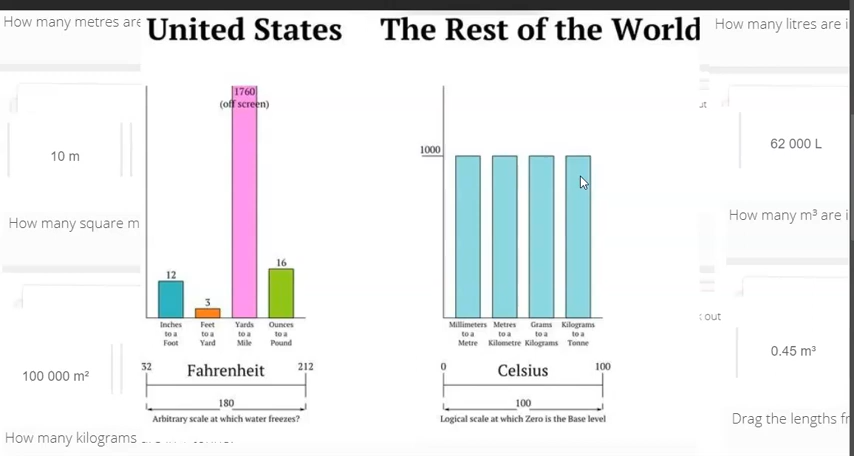 How many metres are
United States
The Rest of the World
How many litres are i
1760
(off screen)
10 m
1000
62 000 L
How many square m
How many m³ are i
16
12
3
Inches to a Foot
Feet to a Yard
Yards to a Mile
Ounces to a Pound
Millimeters to a Metre
Metres to a Kilometre
Grams to a Kilograms
Kilograms to a Tonne
out
0.45 m³
100 000 m²
32
Fahrenheit
212
0
Celsius
100
180
100
Arbitrary scale at which water freezes?
Logical scale at which Zero is the Base level
Drag the lengths fr
How many kilograms